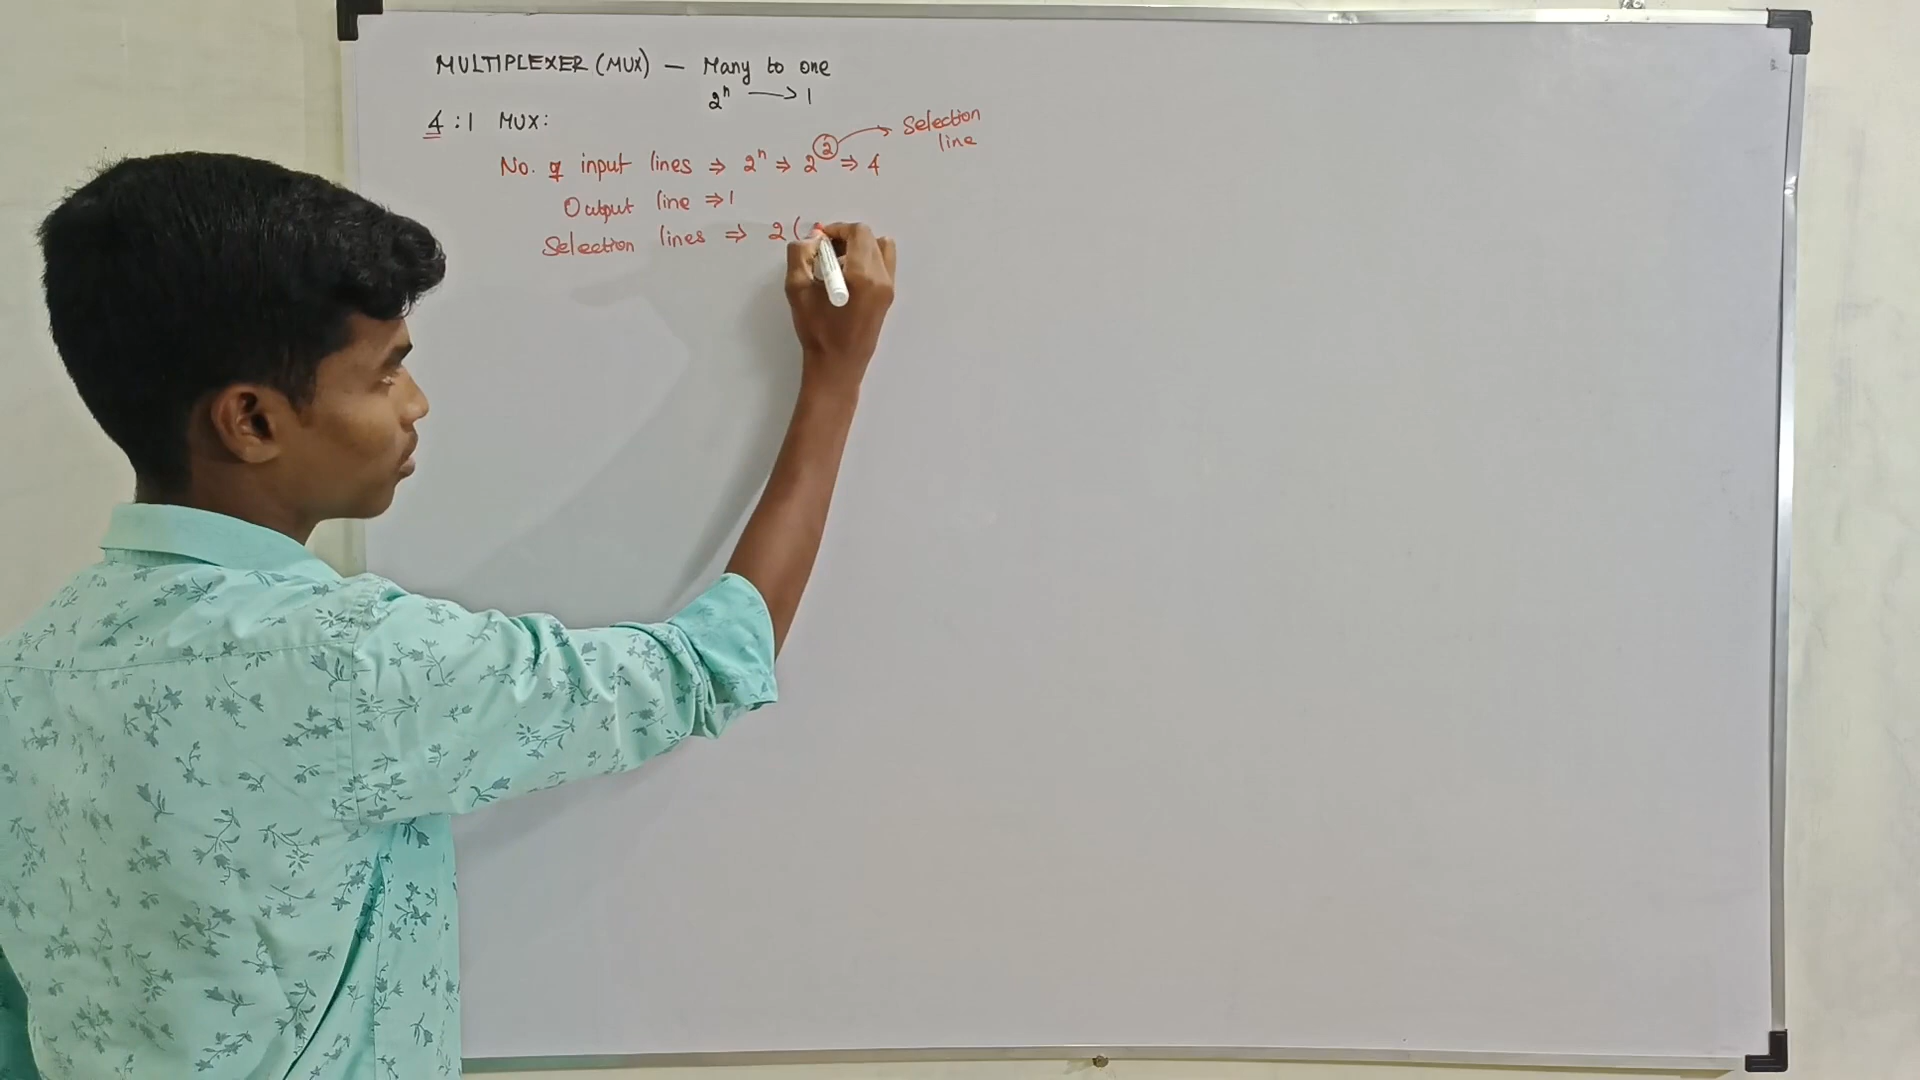 MULTIPLEXER (MUX) — Many to one
2ⁿ ⟶ 1
4 : 1 MUX:
Selection line
No. of input lines ⇒ 2ⁿ ⇒ 2² ⇒ 4
Output line ⇒ 1
Selection lines ⇒ 2 (